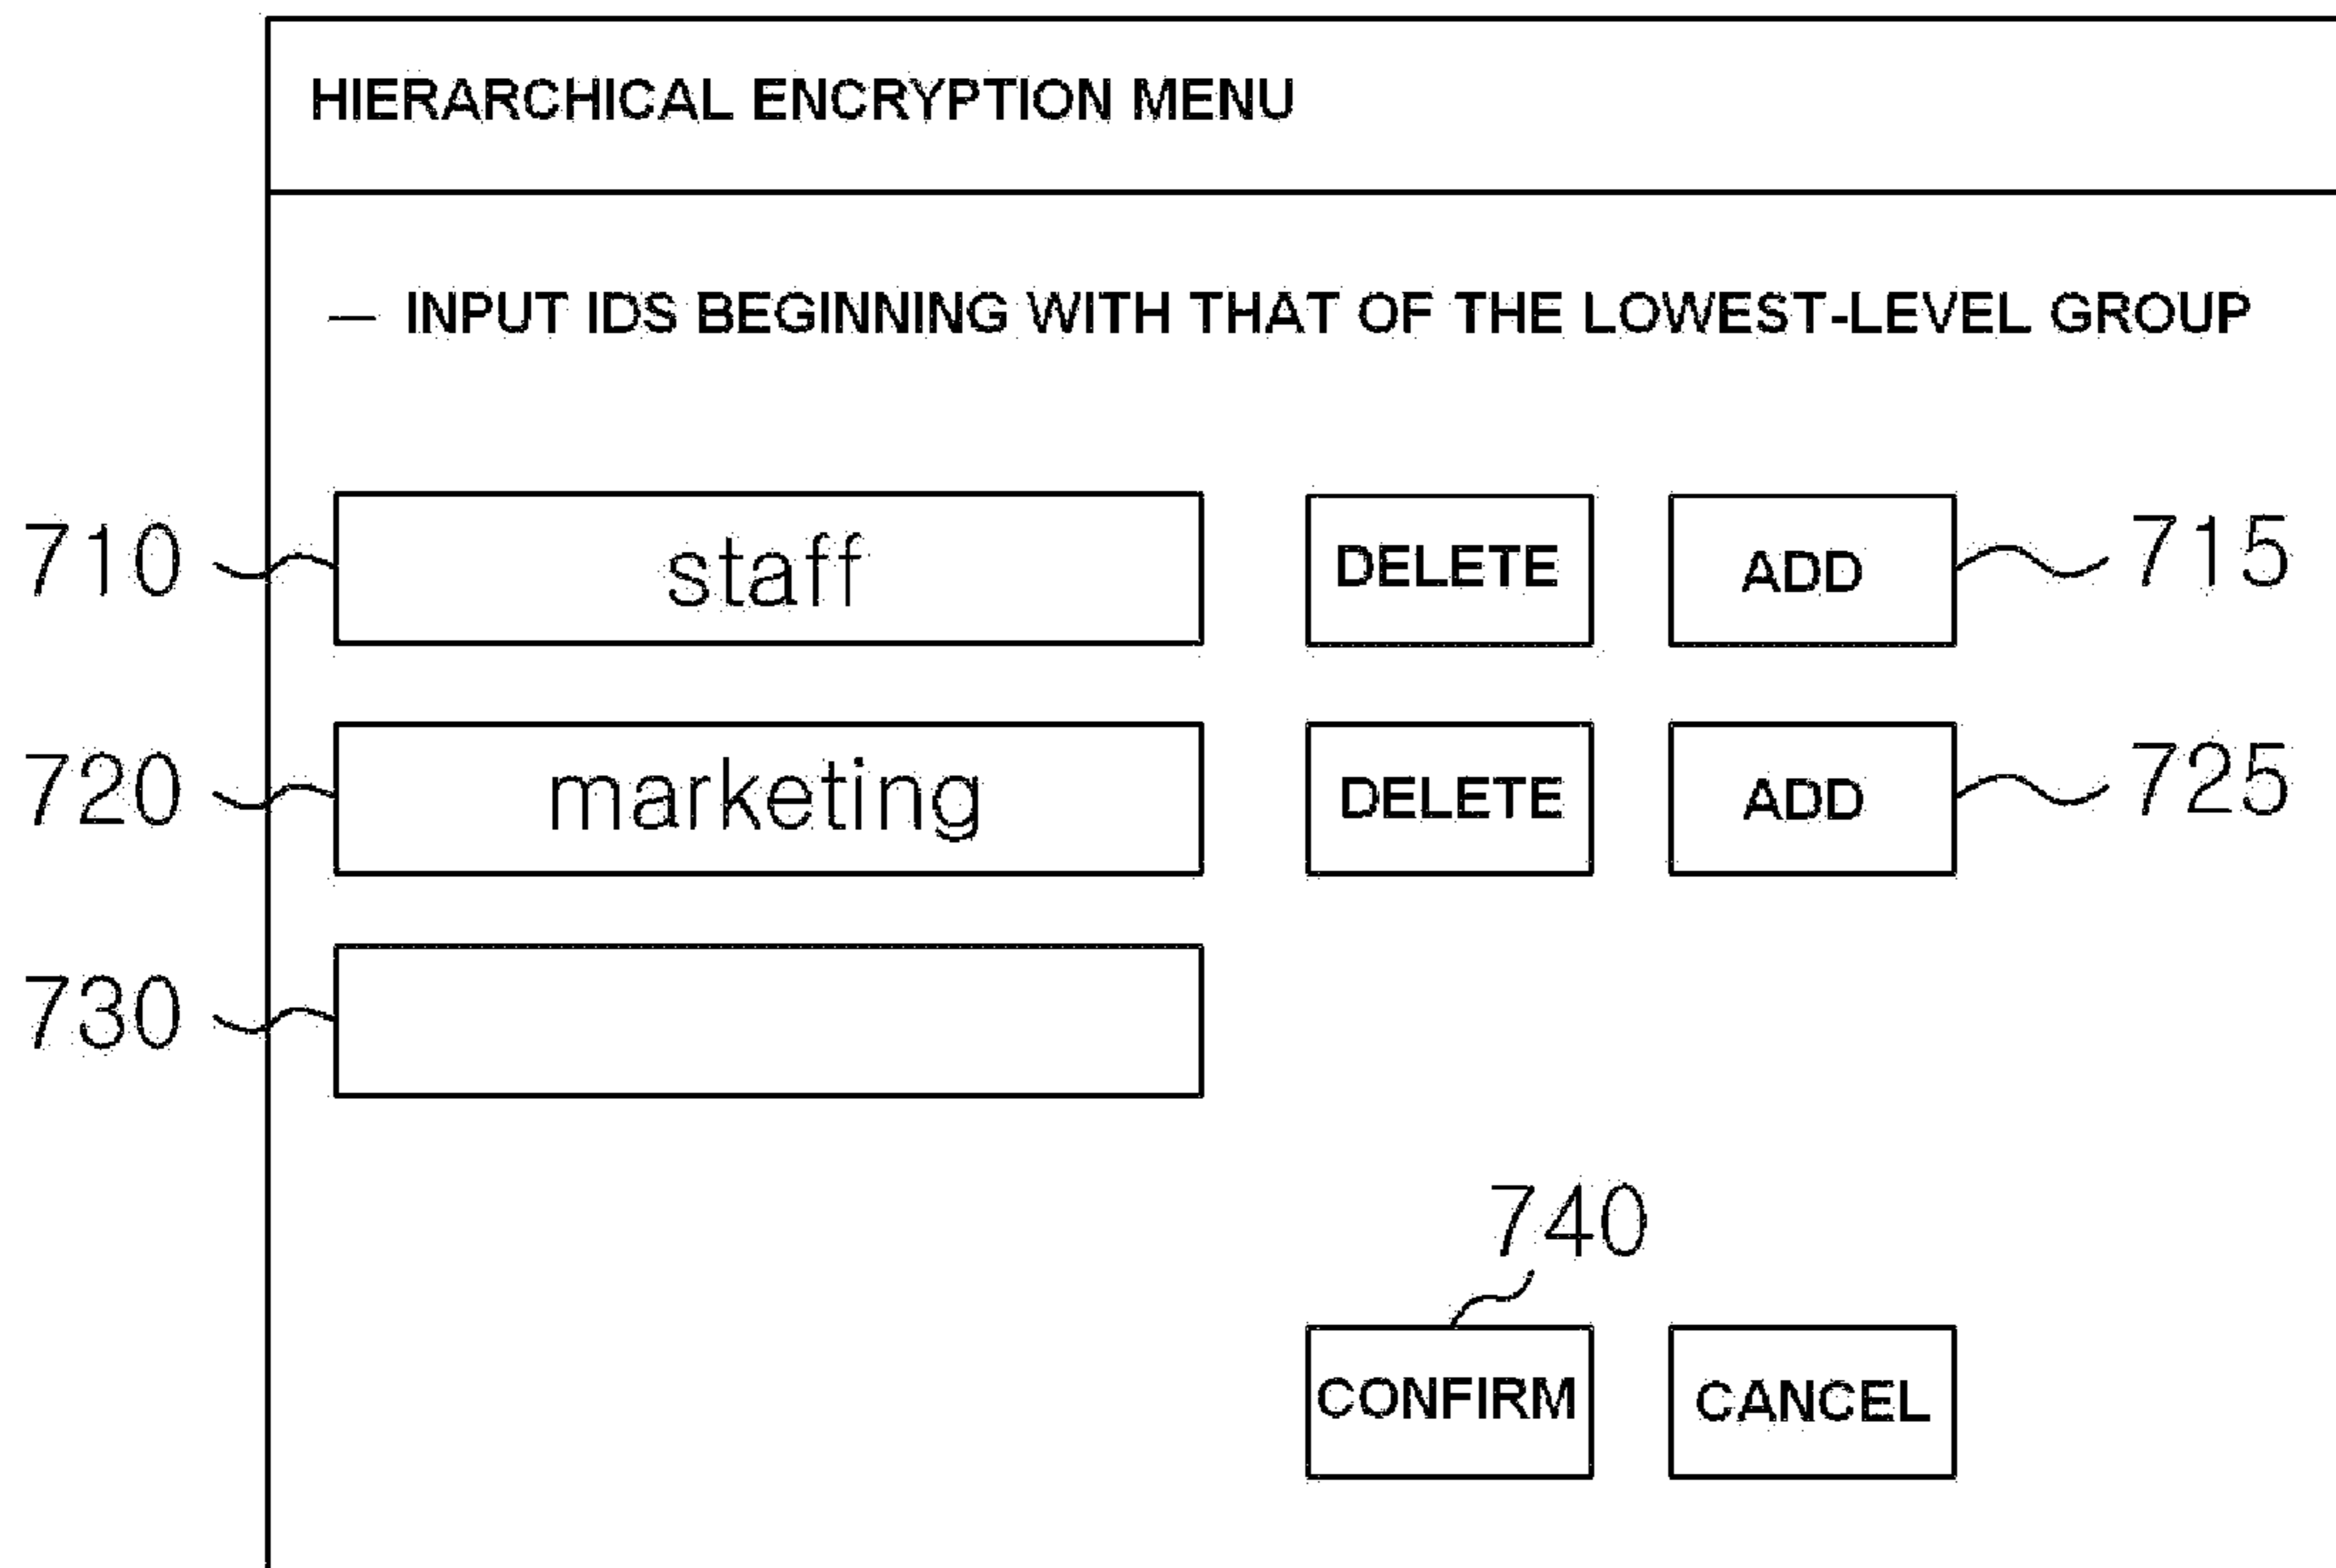 HIERARCHICAL ENCRYPTION MENU
— INPUT IDS BEGINNING WITH THAT OF THE LOWEST-LEVEL GROUP
710 staff DELETE ADD 715
720 marketing DELETE ADD 725
730
740
CONFIRM CANCEL